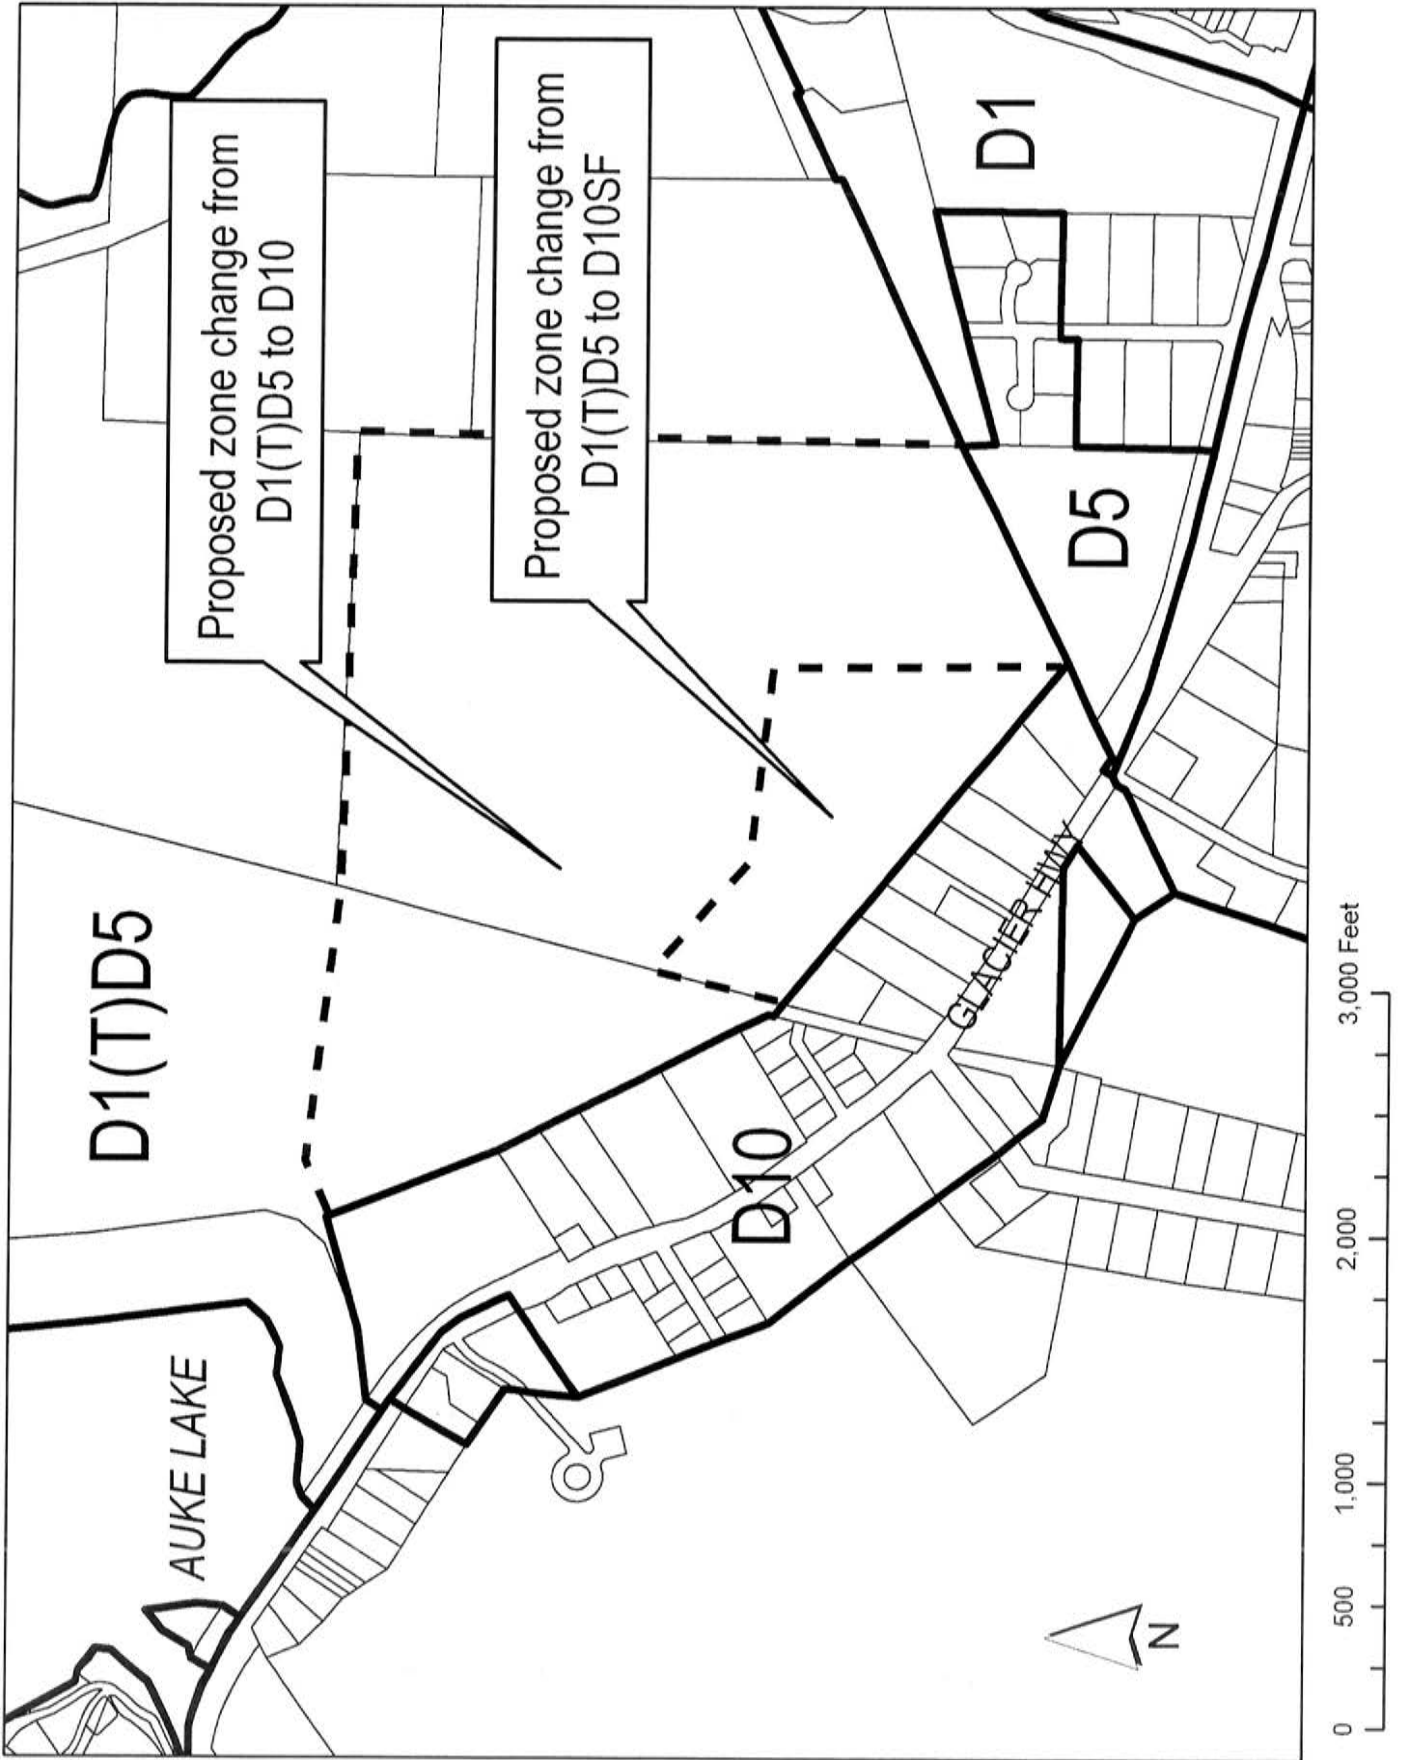 Proposed zone change from
D1(T)D5 to D10
Proposed zone change from
D1(T)D5 to D10SF
D1(T)D5
D1
D5
D10
AUKE LAKE
GLACIER HWY
N
0 500 1,000 2,000 3,000 Feet